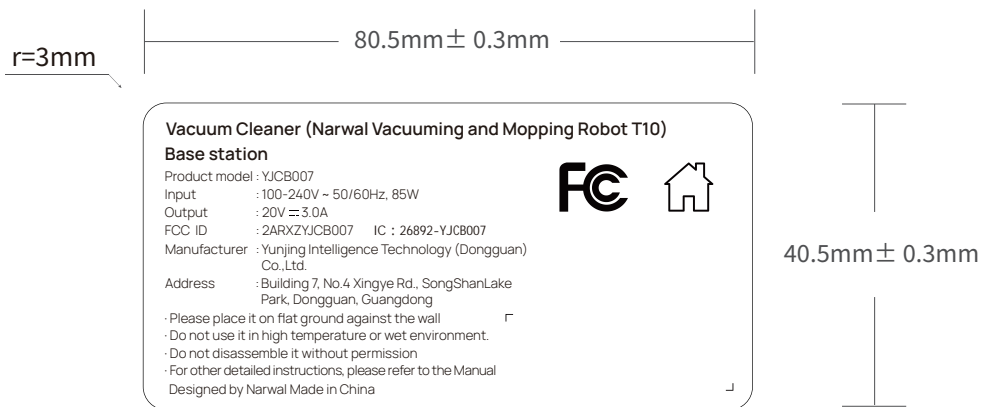 80.5mm± 0.3mm
r=3mm
Vacuum Cleaner (Narwal Vacuuming and Mopping Robot T10)
Base station
Product model : YJCB007
Input : 100-240V ~ 50/60Hz, 85W
Output : 20V ⎓ 3.0A
FCC ID : 2ARXZYJCB007 IC : 26892-YJCB007
Manufacturer : Yunjing Intelligence Technology (Dongguan)
Co.,Ltd.
Address : Building 7, No.4 Xingye Rd., SongShanLake
Park, Dongguan, Guangdong
· Please place it on flat ground against the wall
· Do not use it in high temperature or wet environment.
· Do not disassemble it without permission
· For other detailed instructions, please refer to the Manual
Designed by Narwal Made in China
FC
40.5mm± 0.3mm